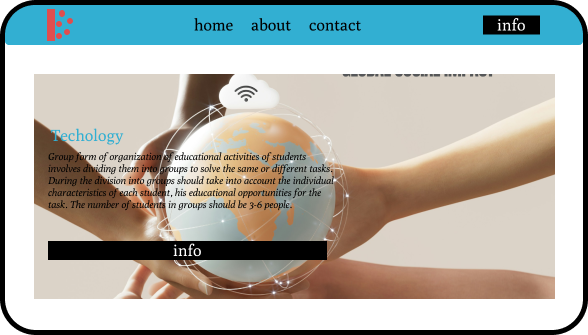 home about contact info
GLOBAL SOCIAL IMPACT
Techology
Group form of organization of educational activities of students
involves dividing them into groups to solve the same or different tasks.
During the division into groups should take into account the individual
characteristics of each student, his educational opportunities for the
task. The number of students in groups should be 3-6 people.
info